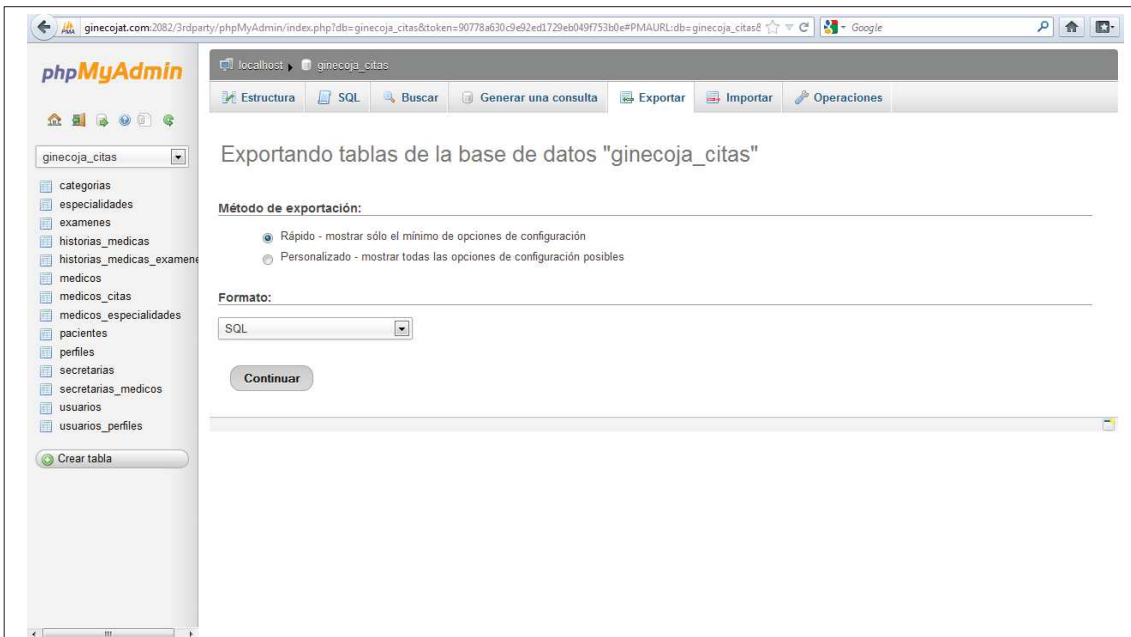 ginecojat.com:2082/3rdparty/phpMyAdmin/index.php?db=ginecoja_citas&token=90778a630c9e92ed1729eb049f753b0e#PMAURL:db=ginecoja_citas&
Google
phpMyAdmin
localhost ginecoja_citas
Estructura SQL Buscar Generar una consulta Exportar Importar Operaciones
ginecoja_citas
categorias
especialidades
examenes
historias_medicas
historias_medicas_examene
medicos
medicos_citas
medicos_especialidades
pacientes
perfiles
secretarias
secretarias_medicos
usuarios
usuarios_perfiles
Crear tabla
Exportando tablas de la base de datos "ginecoja_citas"
Método de exportación:
Rápido - mostrar sólo el mínimo de opciones de configuración
Personalizado - mostrar todas las opciones de configuración posibles
Formato:
SQL
Continuar